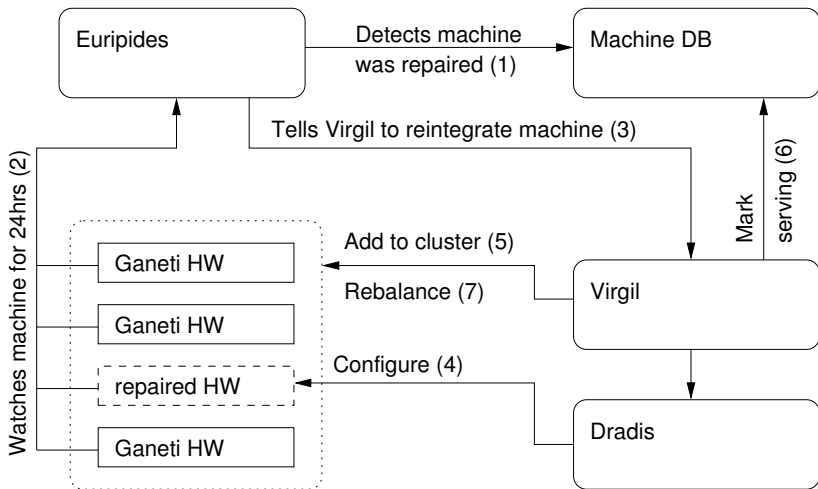 Euripides
Detects machine
was repaired (1)
Machine DB
Tells Virgil to reintegrate machine (3)
Watches machine for 24hrs (2)
Mark
serving (6)
Ganeti HW
Add to cluster (5)
Rebalance (7)
Virgil
Ganeti HW
Configure (4)
repaired HW
Dradis
Ganeti HW